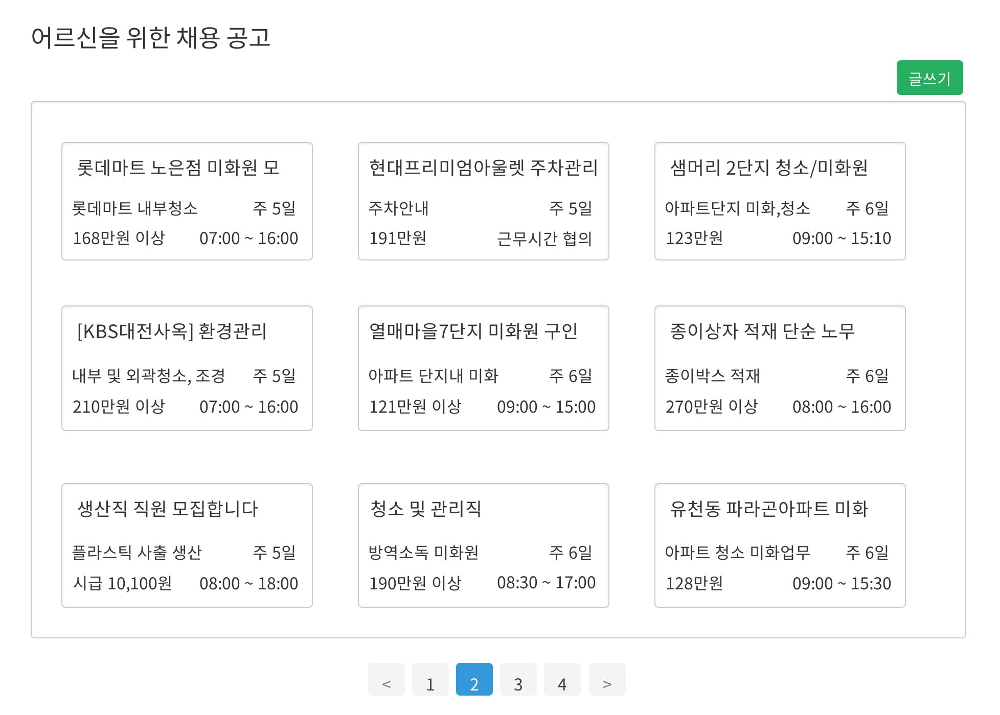 어르신을 위한 채용 공고
글쓰기
롯데마트 노은점 미화원 모
롯데마트 내부청소 주 5일
168만원 이상 07:00 ~ 16:00
현대프리미엄아울렛 주차관리
주차안내 주 5일
191만원 근무시간 협의
샘머리 2단지 청소/미화원
아파트단지 미화,청소 주 6일
123만원 09:00 ~ 15:10
[KBS대전사옥] 환경관리
내부 및 외곽청소, 조경 주 5일
210만원 이상 07:00 ~ 16:00
열매마을7단지 미화원 구인
아파트 단지내 미화 주 6일
121만원 이상 09:00 ~ 15:00
종이상자 적재 단순 노무
종이박스 적재 주 6일
270만원 이상 08:00 ~ 16:00
생산직 직원 모집합니다
플라스틱 사출 생산 주 5일
시급 10,100원 08:00 ~ 18:00
청소 및 관리직
방역소독 미화원 주 6일
190만원 이상 08:30 ~ 17:00
유천동 파라곤아파트 미화
아파트 청소 미화업무 주 6일
128만원 09:00 ~ 15:30
< 1 2 3 4 >